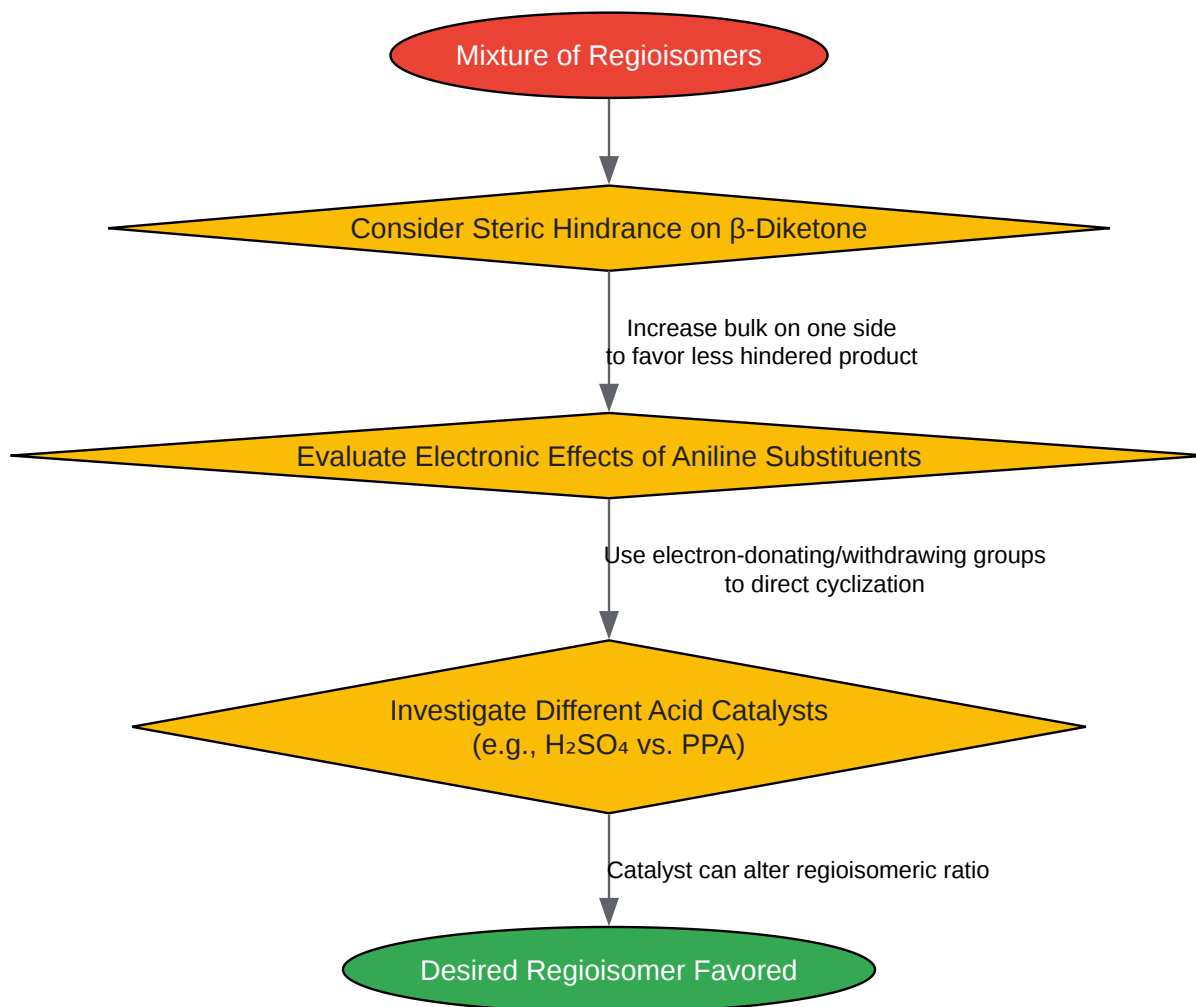 Mixture of Regioisomers
Consider Steric Hindrance on β-Diketone
Increase bulk on one side
to favor less hindered product
Evaluate Electronic Effects of Aniline Substituents
Use electron-donating/withdrawing groups
to direct cyclization
Investigate Different Acid Catalysts
(e.g., H₂SO₄ vs. PPA)
Catalyst can alter regioisomeric ratio
Desired Regioisomer Favored